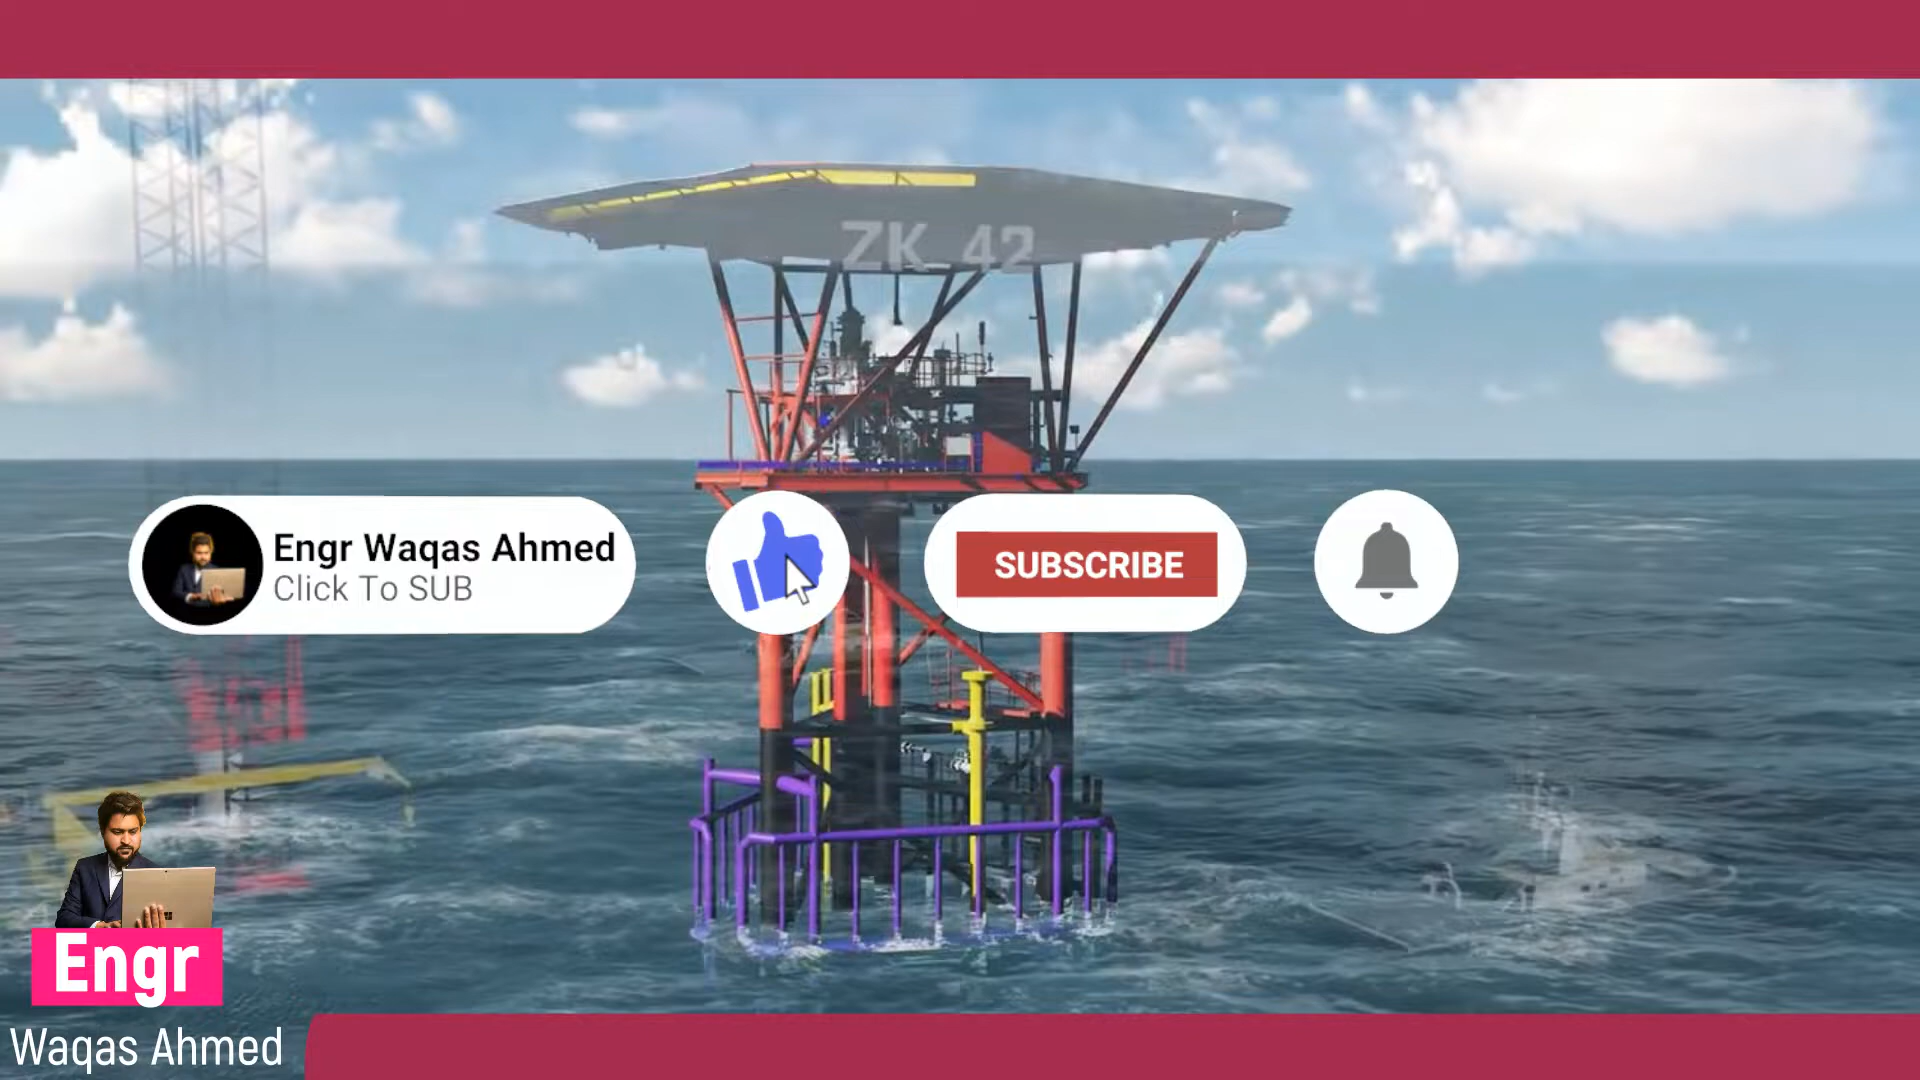 ZK 42
Engr Waqas Ahmed
Click To SUB
SUBSCRIBE
Engr
Waqas Ahmed